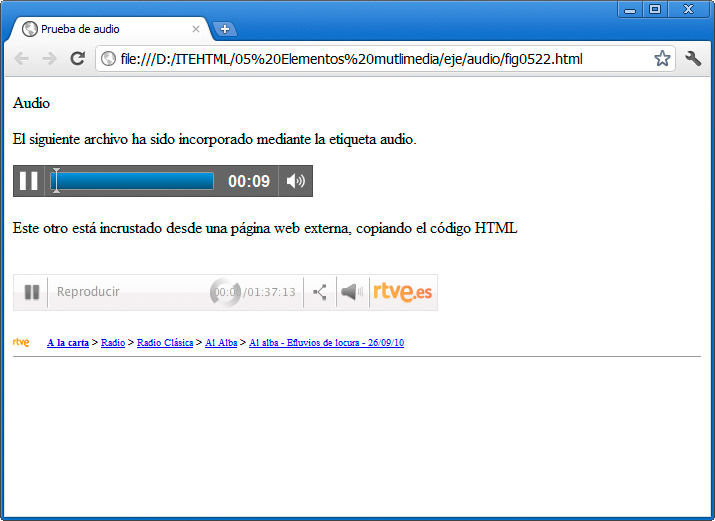 Prueba de audio
file:///D:/ITEHTML/05%20Elementos%20mutlimedia/eje/audio/fig0522.html
Audio
El siguiente archivo ha sido incorporado mediante la etiqueta audio.
00:09
Este otro está incrustado desde una página web externa, copiando el código HTML
Reproducir /01:37:13 rtve.es
rtve A la carta > Radio > Radio Clásica > Al Alba > Al alba - Efluvios de locura - 26/09/10